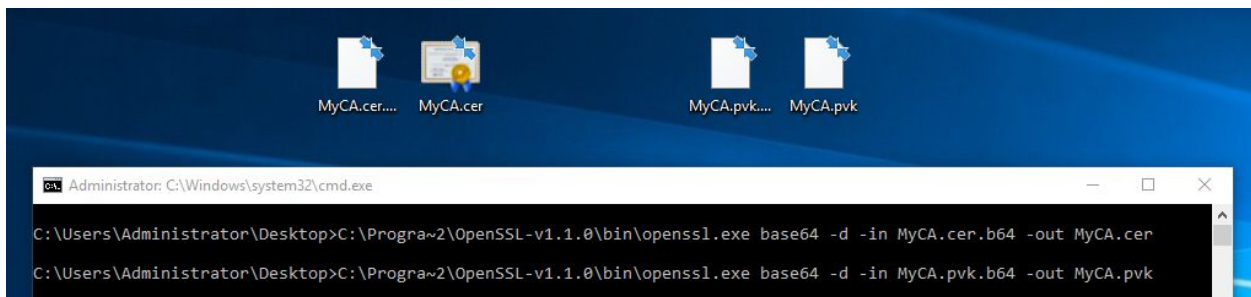 MyCA.cer....
MyCA.cer
MyCA.pvk....
MyCA.pvk
Administrator: C:\Windows\system32\cmd.exe
C:\Users\Administrator\Desktop>C:\Progra~2\OpenSSL-v1.1.0\bin\openssl.exe base64 -d -in MyCA.cer.b64 -out MyCA.cer
C:\Users\Administrator\Desktop>C:\Progra~2\OpenSSL-v1.1.0\bin\openssl.exe base64 -d -in MyCA.pvk.b64 -out MyCA.pvk